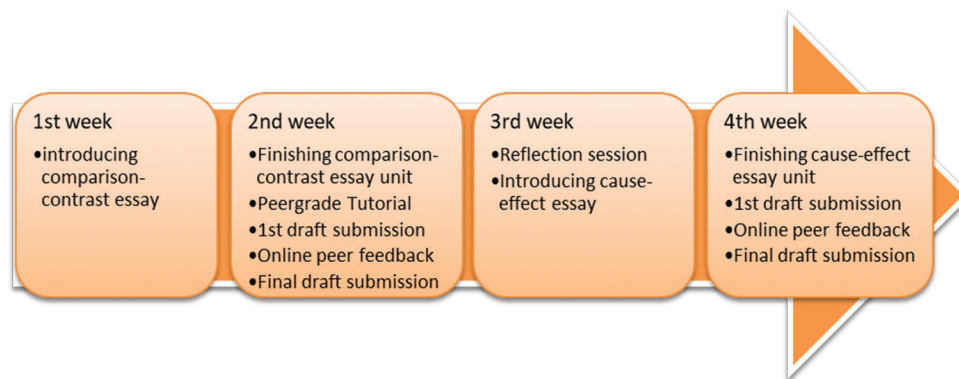 1st week
•introducing
comparison-
contrast essay
2nd week
•Finishing comparison-
contrast essay unit
•Peergrade Tutorial
•1st draft submission
•Online peer feedback
•Final draft submission
3rd week
•Reflection session
•Introducing cause-
effect essay
4th week
•Finishing cause-effect
essay unit
•1st draft submission
•Online peer feedback
•Final draft submission